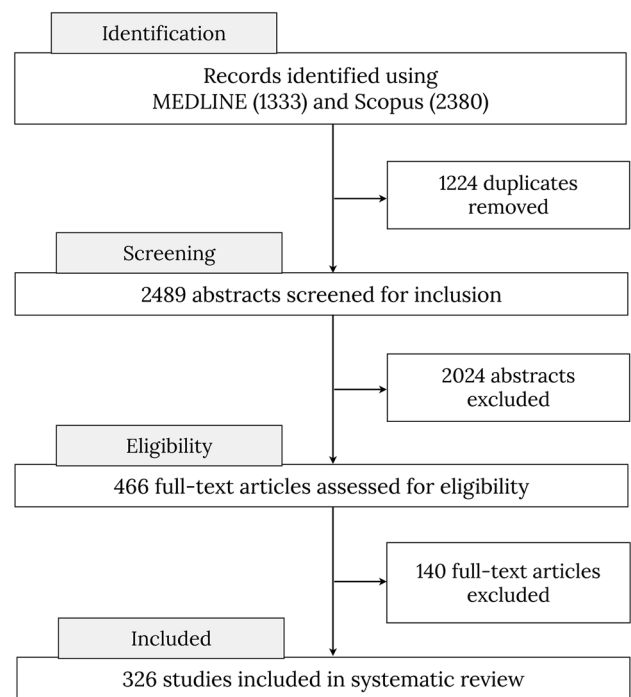 Identification
Records identified using
MEDLINE (1333) and Scopus (2380)
1224 duplicates
removed
Screening
2489 abstracts screened for inclusion
2024 abstracts
excluded
Eligibility
466 full-text articles assessed for eligibility
140 full-text articles
excluded
Included
326 studies included in systematic review